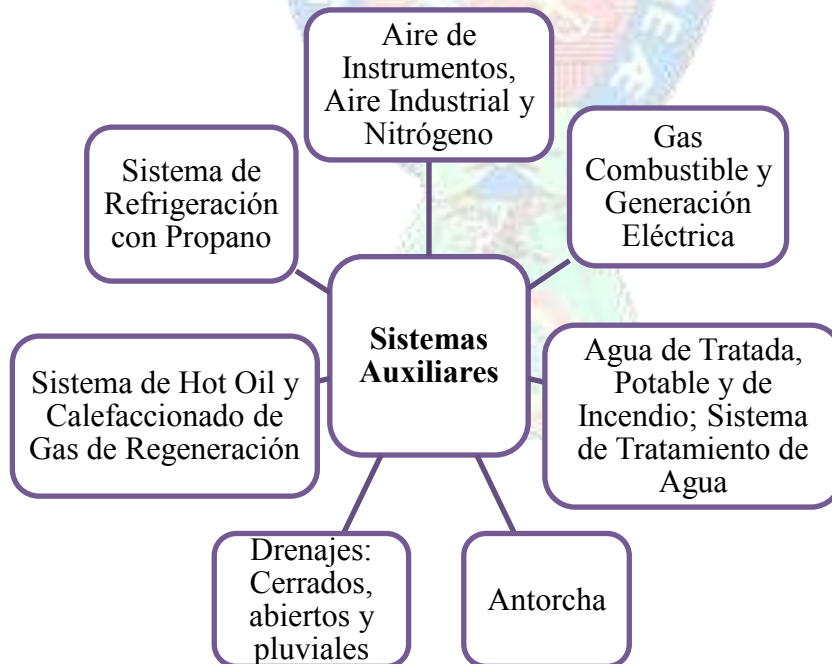 Aire de
Instrumentos,
Aire Industrial y
Nitrógeno
Gas
Combustible y
Generación
Eléctrica
Sistema de
Refrigeración
con Propano
Sistemas
Auxiliares
Agua de Tratada,
Potable y de
Incendio; Sistema
de Tratamiento de
Agua
Sistema de Hot Oil y
Calefaccionado de
Gas de Regeneración
Drenajes:
Cerrados,
abiertos y
pluviales
Antorcha